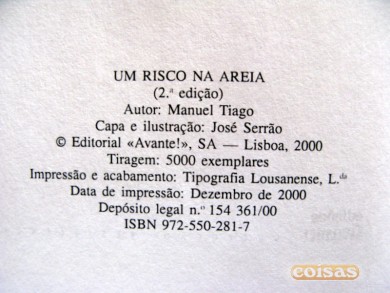 UM RISCO NA AREIA
(2.ª edição)
Autor: Manuel Tiago
Capa e ilustração: José Serrão
© Editorial «Avante!», SA — Lisboa, 2000
Tiragem: 5000 exemplares
Impressão e acabamento: Tipografia Lousanense, L.da
Data de impressão: Dezembro de 2000
Depósito legal n.º 154 361/00
ISBN 972-550-281-7
coisas